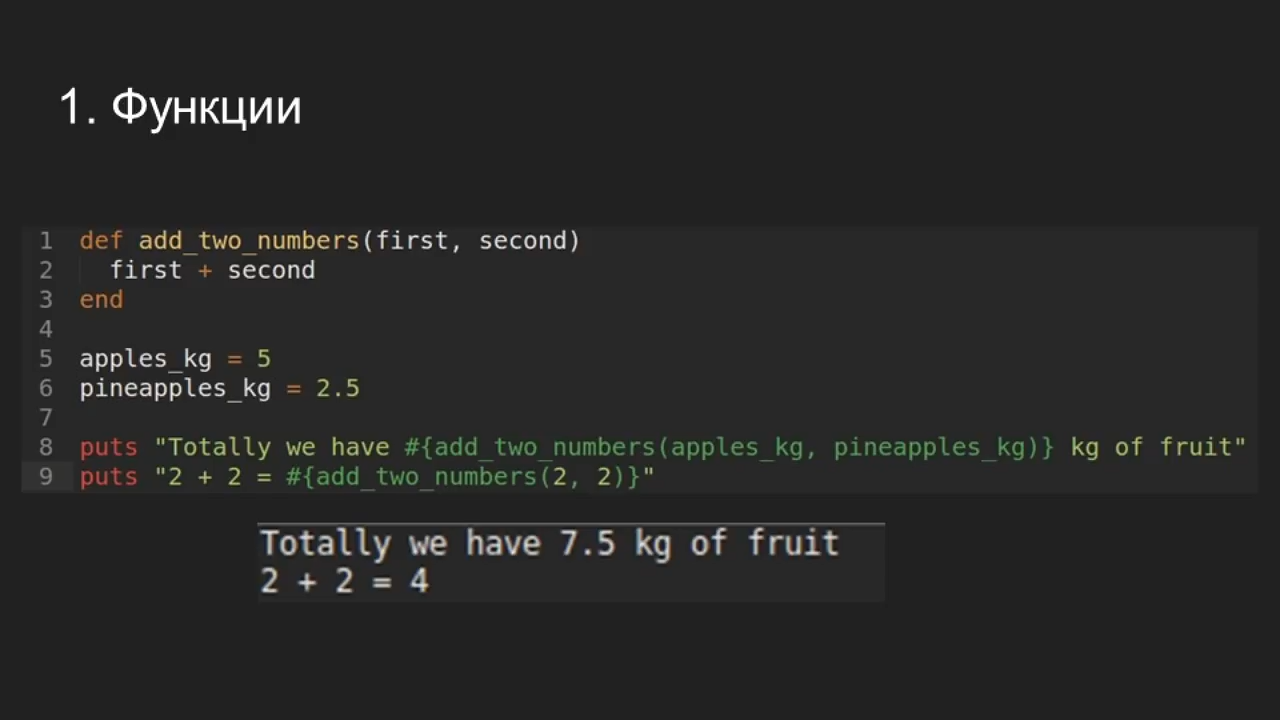 1. Функции
1 def add_two_numbers(first, second)
2   first + second
3 end
4
5 apples_kg = 5
6 pineapples_kg = 2.5
7
8 puts "Totally we have #{add_two_numbers(apples_kg, pineapples_kg)} kg of fruit"
9 puts "2 + 2 = #{add_two_numbers(2, 2)}"
Totally we have 7.5 kg of fruit
2 + 2 = 4